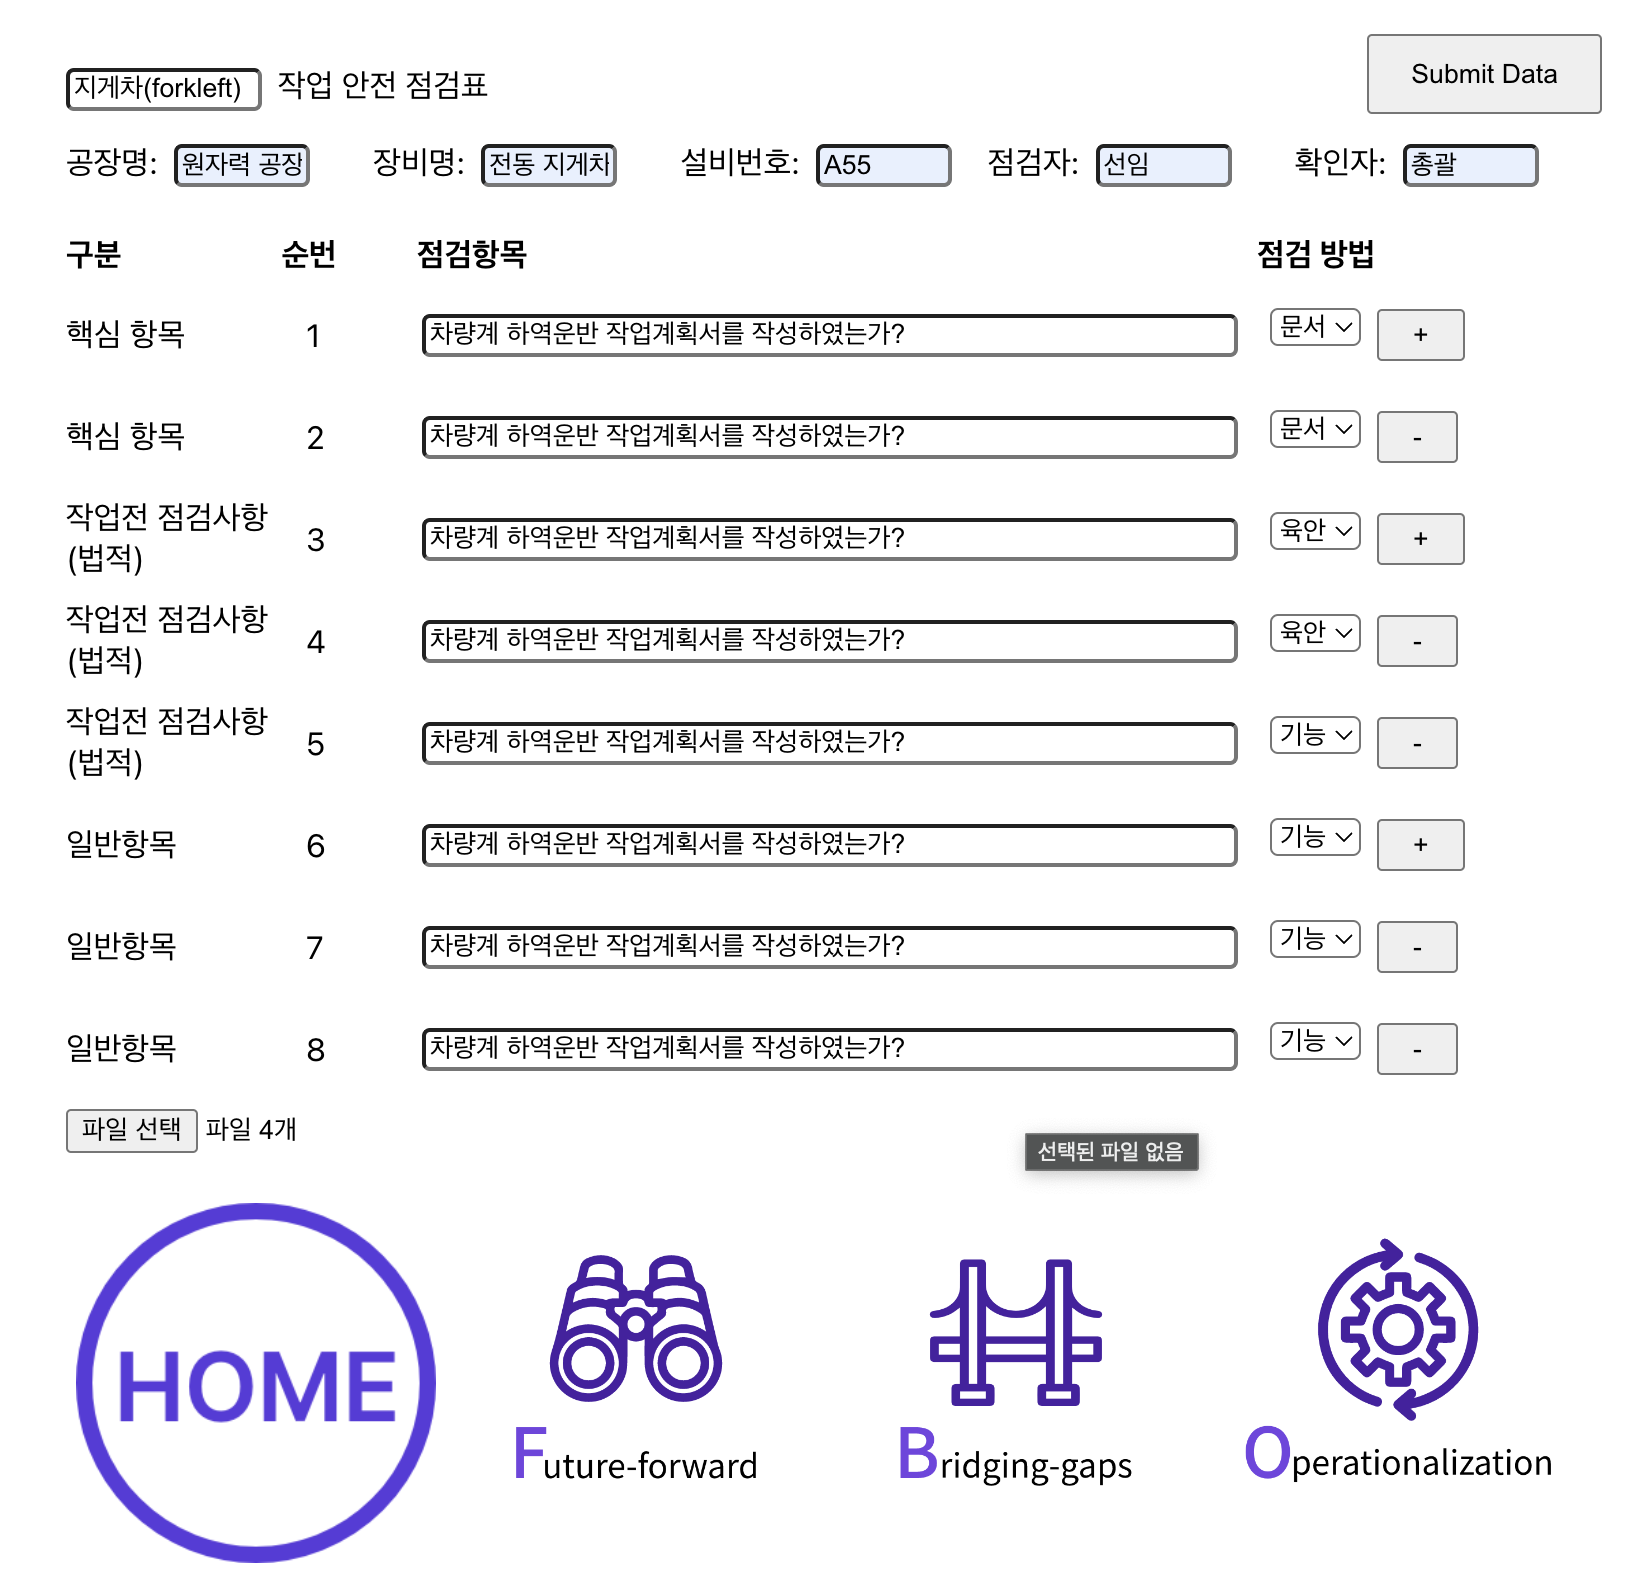 Submit Data
지게차(forkleft) 작업 안전 점검표
공장명: 원자력 공장 장비명: 전동 지게차 설비번호: A55 점검자: 선임 확인자: 총괄
구분 순번 점검항목 점검 방법
핵심 항목 1 차량계 하역운반 작업계획서를 작성하였는가? 문서 +
핵심 항목 2 차량계 하역운반 작업계획서를 작성하였는가? 문서 -
작업전 점검사항
(법적) 3 차량계 하역운반 작업계획서를 작성하였는가? 육안 +
작업전 점검사항
(법적) 4 차량계 하역운반 작업계획서를 작성하였는가? 육안 -
작업전 점검사항
(법적) 5 차량계 하역운반 작업계획서를 작성하였는가? 기능 -
일반항목 6 차량계 하역운반 작업계획서를 작성하였는가? 기능 +
일반항목 7 차량계 하역운반 작업계획서를 작성하였는가? 기능 -
일반항목 8 차량계 하역운반 작업계획서를 작성하였는가? 기능 -
파일 선택 파일 4개
선택된 파일 없음
HOME
Future-forward
Bridging-gaps
Operationalization